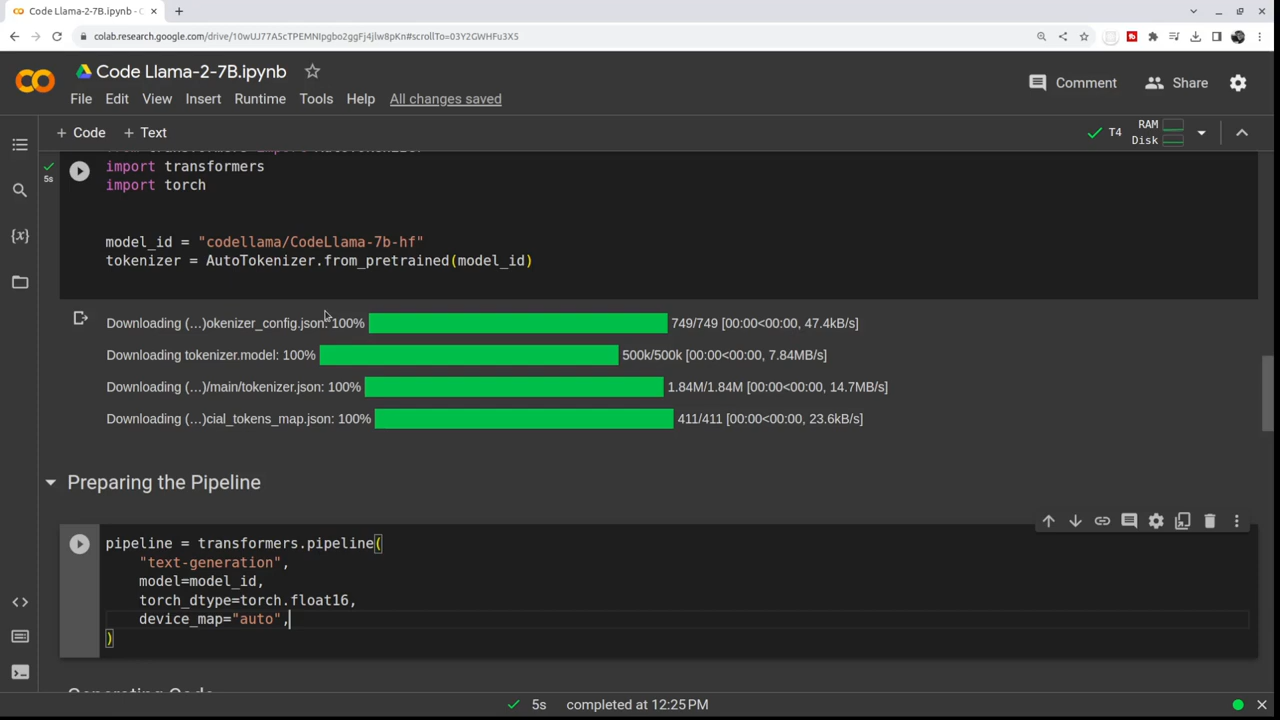 Code Llama-2-7B.ipynb - C
colab.research.google.com/drive/10wUJ77A5cTPEMNIpgbo2ggFj4jlw8pKn#scrollTo=03Y2GWHFu3X5
Code Llama-2-7B.ipynb
Comment
Share
File Edit View Insert Runtime Tools Help All changes saved
+ Code + Text
T4
RAM
Disk
from transformers import AutoTokenizer
5s
import transformers
import torch
model_id = "codellama/CodeLlama-7b-hf"
tokenizer = AutoTokenizer.from_pretrained(model_id)
Downloading (…)okenizer_config.json: 100% 749/749 [00:00<00:00, 47.4kB/s]
Downloading tokenizer.model: 100% 500k/500k [00:00<00:00, 7.84MB/s]
Downloading (…)/main/tokenizer.json: 100% 1.84M/1.84M [00:00<00:00, 14.7MB/s]
Downloading (…)cial_tokens_map.json: 100% 411/411 [00:00<00:00, 23.6kB/s]
{x}
Preparing the Pipeline
pipeline = transformers.pipeline(
"text-generation",
model=model_id,
torch_dtype=torch.float16,
device_map="auto",
)
Generating Code
5s completed at 12:25 PM